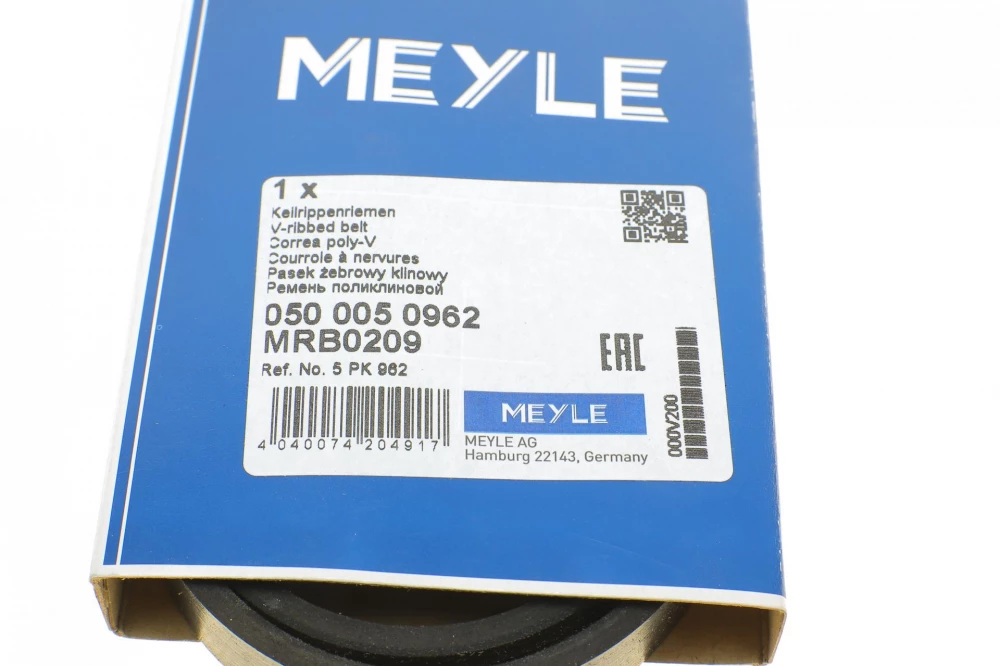 MEYLE
1 x
Keilrippenriemen
V-ribbed belt
Correa poly-V
Courroie à nervures
Pasek żebrowy klinowy
Ремень поликлиновой
050 005 0962
MRB0209
Ref. No. 5 PK 962
EAC
4 040074 204917
MEYLE
MEYLE AG
Hamburg 22143, Germany
000V200